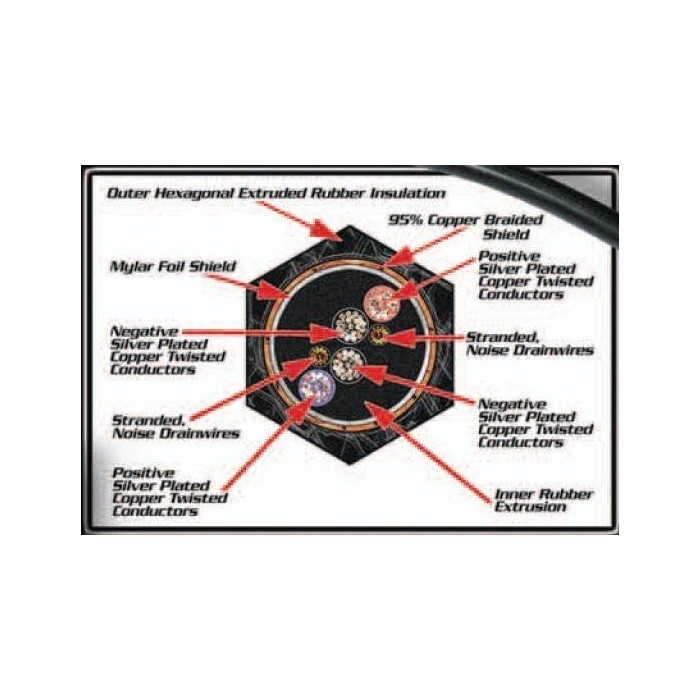 Outer Hexagonal Extruded Rubber Insulation
95% Copper Braided
Shield
Positive
Silver Plated
Copper Twisted
Conductors
Mylar Foil Shield
Negative
Silver Plated
Copper Twisted
Conductors
Stranded,
Noise Drainwires
Stranded,
Noise Drainwires
Negative
Silver Plated
Copper Twisted
Conductors
Positive
Silver Plated
Copper Twisted
Conductors
Inner Rubber
Extrusion